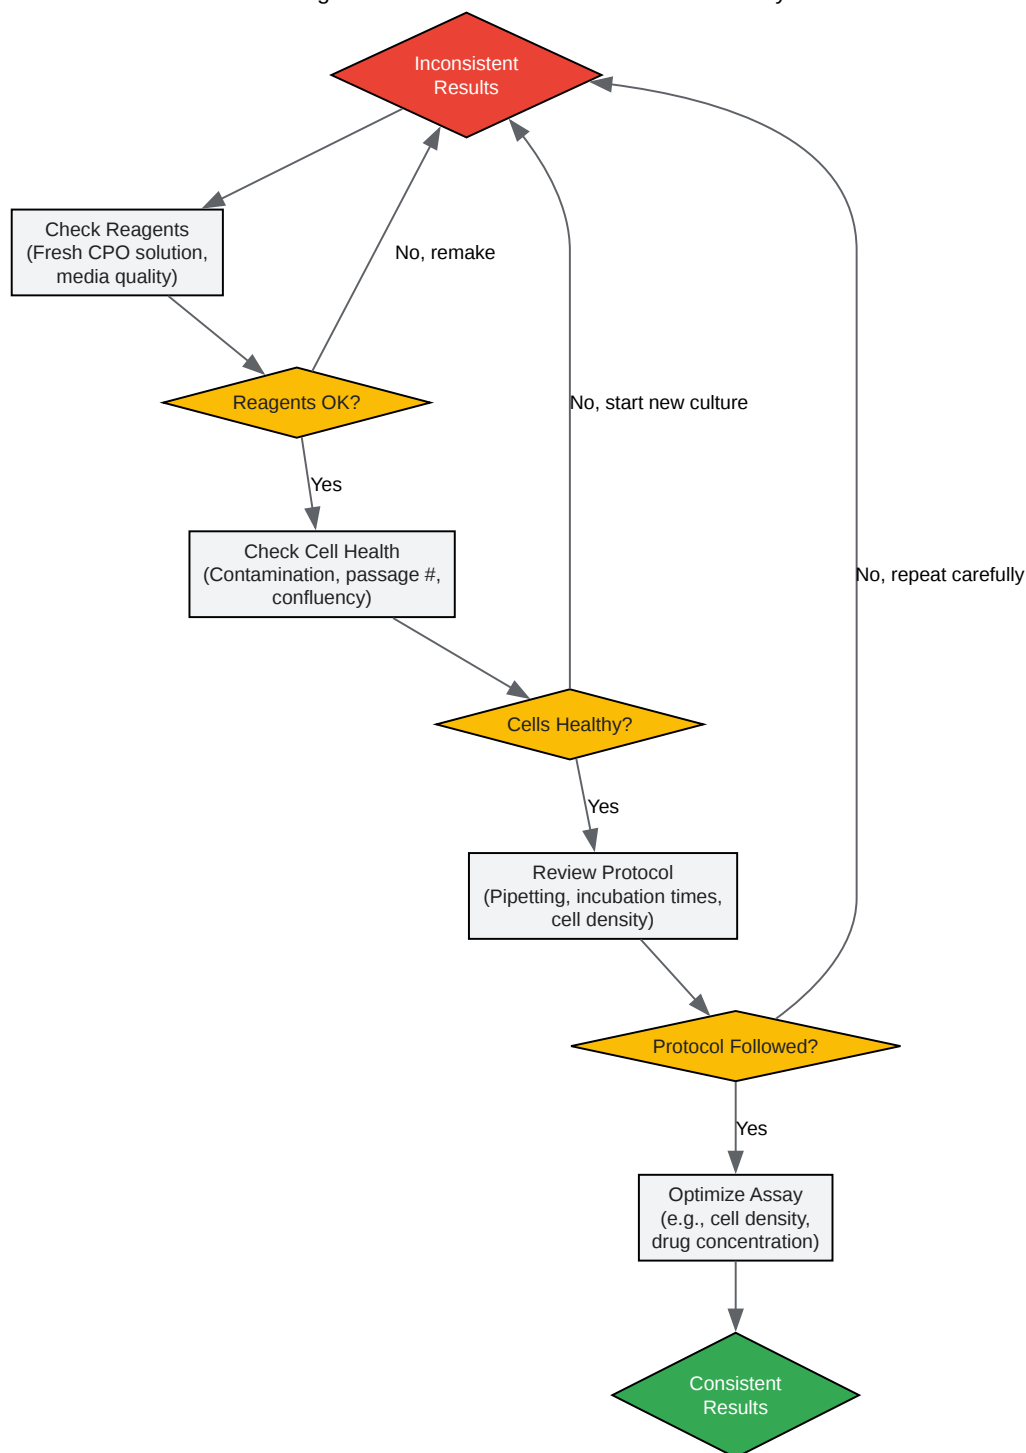 Inconsistent
Results
Check Reagents
(Fresh CPO solution,
media quality)
No, remake
Reagents OK?
No, start new culture
Yes
Check Cell Health
(Contamination, passage #,
confluency)
No, repeat carefully
Cells Healthy?
Yes
Review Protocol
(Pipetting, incubation times,
cell density)
Protocol Followed?
Yes
Optimize Assay
(e.g., cell density,
drug concentration)
Consistent
Results